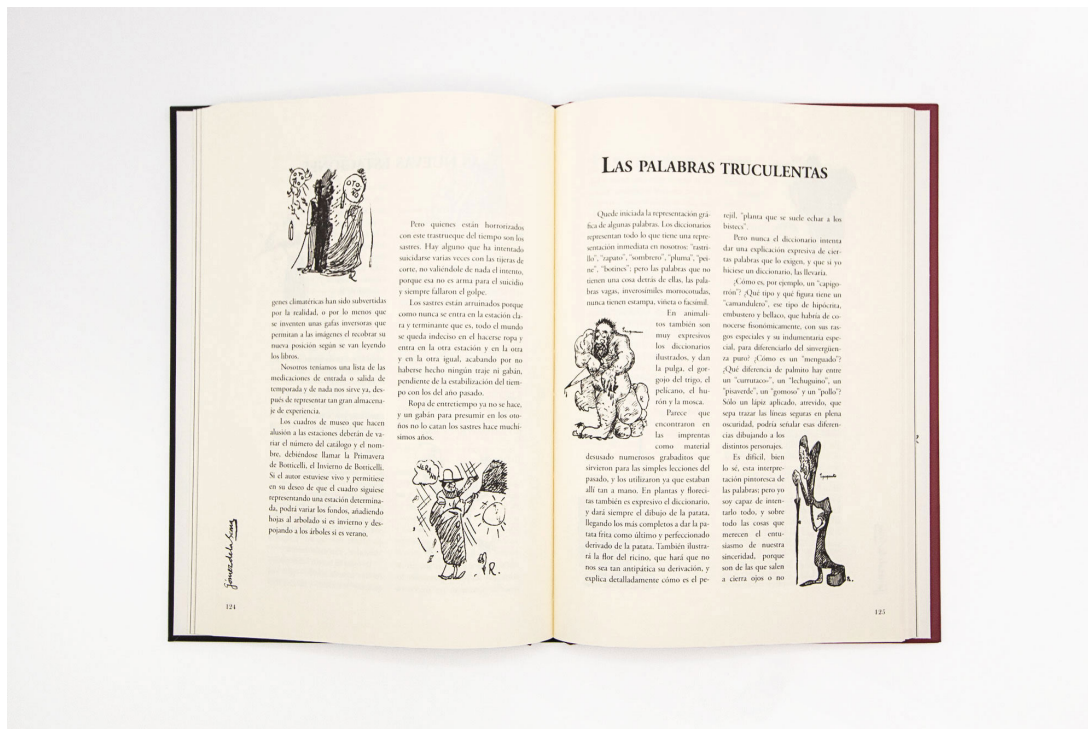 OTO
ÑO
genes climatéricas han sido subvertidas
por la realidad, o por lo menos que
se inventen unas gafas inversoras que
permitan a las imágenes el recobrar su
nueva posición según se van leyendo
los libros.
Nosotros teníamos una lista de las
medicaciones de entrada o salida de
temporada y de nada nos sirve ya, des-
pués de representar tan gran almacena-
je de experiencia.
Los cuadros de museo que hacen
alusión a las estaciones deberán de va-
riar el número del catálogo y el nom-
bre, debiéndose llamar la Primavera
de Botticelli, el Invierno de Botticelli.
Si el autor estuviese vivo y permitiese
en su deseo de que el cuadro siguiese
representando una estación determina-
da, podrá variar los fondos, añadiendo
hojas al arbolado si es invierno y des-
pojando a los árboles si es verano.
Pero quienes están horrorizados
con este trastrueque del tiempo son los
sastres. Hay alguno que ha intentado
suicidarse varias veces con las tijeras de
corte, no valiéndole de nada el intento,
porque esa no es arma para el suicidio
y siempre fallaron el golpe.
Los sastres están arruinados porque
como nunca se entra en la estación cla-
ra y terminante que es, todo el mundo
se queda indeciso en el hacerse ropa y
entra en la otra estación y en la otra
y en la otra igual, acabando por no
haberse hecho ningún traje ni gabán,
pendiente de la estabilización del tiem-
po con los del año pasado.
Ropa de entretiempo ya no se hace,
y un gabán para presumir en los oto-
ños no lo catan los sastres hace muchí-
simos años.
VERANO
R.
Gómez de la Serna
124
LAS PALABRAS TRUCULENTAS
Quede iniciada la representación grá-
fica de algunas palabras. Los diccionarios
representan todo lo que tiene una repre-
sentación inmediata en nosotros: "rastri-
llo", "zapato", "sombrero", "pluma", "pei-
ne", "botines"; pero las palabras que no
tienen una cosa detrás de ellas, las pala-
bras vagas, inverosímiles
nunca tienen estampa, viñeta o facsímil.
En animali-
tos también son
muy expresivos
los diccionarios
ilustrados, y dan
la pulga, el gor-
gojo del trigo, el
pelícano, el hu-
rón y la mosca.
Parece que
encontraron en
las imprentas
como material
desusado numerosos grabaditos que
sirvieron para las simples lecciones del
pasado, y los utilizaron ya que estaban
allí tan a mano. En plantas y floreci-
tas también es expresivo el diccionario,
y dará siempre el dibujo de la patata,
llegando los más completos a dar la pa-
tata frita como último y perfeccionado
derivado de la patata. También ilustra-
rá la flor del ricino, que hará que no
nos sea tan antipática su derivación, y
explica detalladamente cómo es el pe-
rejil, "planta que se suele echar a los
bistecs".
Pero nunca el diccionario intenta
dar una explicación expresiva de cier-
tas palabras que lo exigen, y que si yo
hiciese un diccionario, las llevaría.
¿Cómo es, por ejemplo, un "capigo-
rrón"? ¿Qué tipo y qué figura tiene un
"camandulero", ese tipo de hipócrita,
embustero y bellaco, que habría de co-
nocerse fisonómicamente, con sus ras-
gos especiales y su indumentaria espe-
cial, para diferenciarlo del sinvergüen-
za puro? ¿Cómo es un "menguado"?
¿Qué diferencia de palmito hay entre
un "currutaco", un "lechuguino", un
"pisaverde", un "gomoso" y un "pollo"?
Sólo un lápiz aplicado, atrevido, que
sepa trazar las líneas seguras en plena
oscuridad, podría señalar esas diferen-
cias dibujando a los
distintos personajes.
Es difícil, bien
lo sé, esta interpre-
tación pintoresca de
las palabras; pero yo
soy capaz de inten-
tarlo todo, y sobre
todo las cosas que
merecen el entu-
siasmo de nuestra
sinceridad, porque
son de las que salen
a cierra ojos o no
R.
125